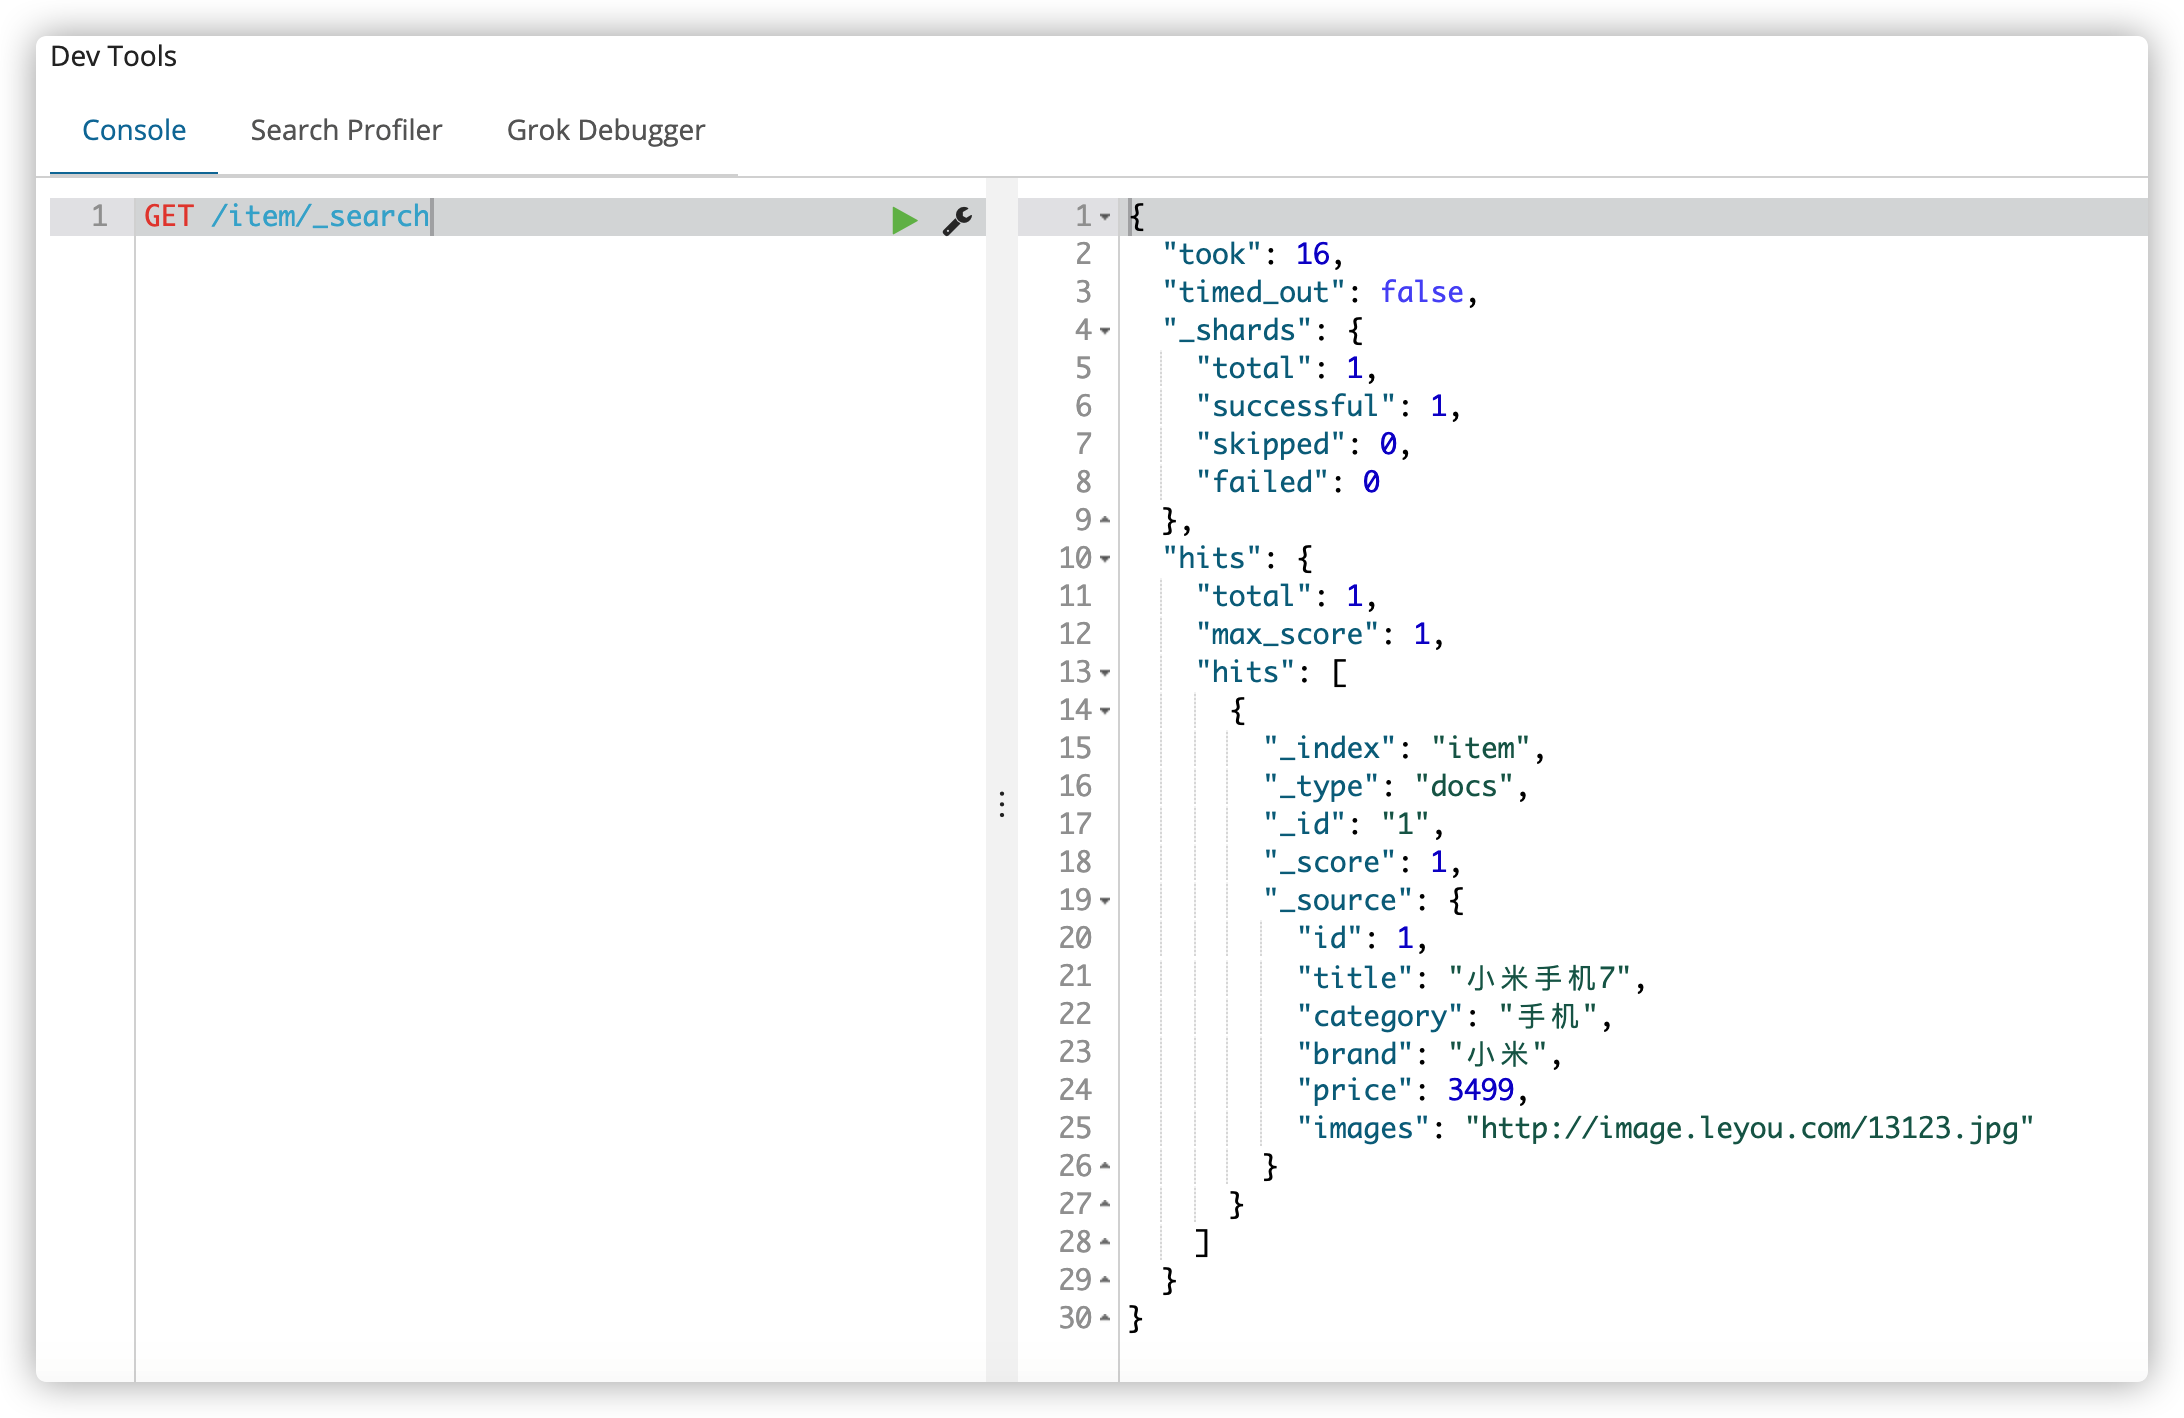 Dev Tools
Console Search Profiler Grok Debugger
1 GET /item/_search
1 {
2 "took": 16,
3 "timed_out": false,
4 "_shards": {
5 "total": 1,
6 "successful": 1,
7 "skipped": 0,
8 "failed": 0
9 },
10 "hits": {
11 "total": 1,
12 "max_score": 1,
13 "hits": [
14 {
15 "_index": "item",
16 "_type": "docs",
17 "_id": "1",
18 "_score": 1,
19 "_source": {
20 "id": 1,
21 "title": "小米手机7",
22 "category": "手机",
23 "brand": "小米",
24 "price": 3499,
25 "images": "http://image.leyou.com/13123.jpg"
26 }
27 }
28 ]
29 }
30 }